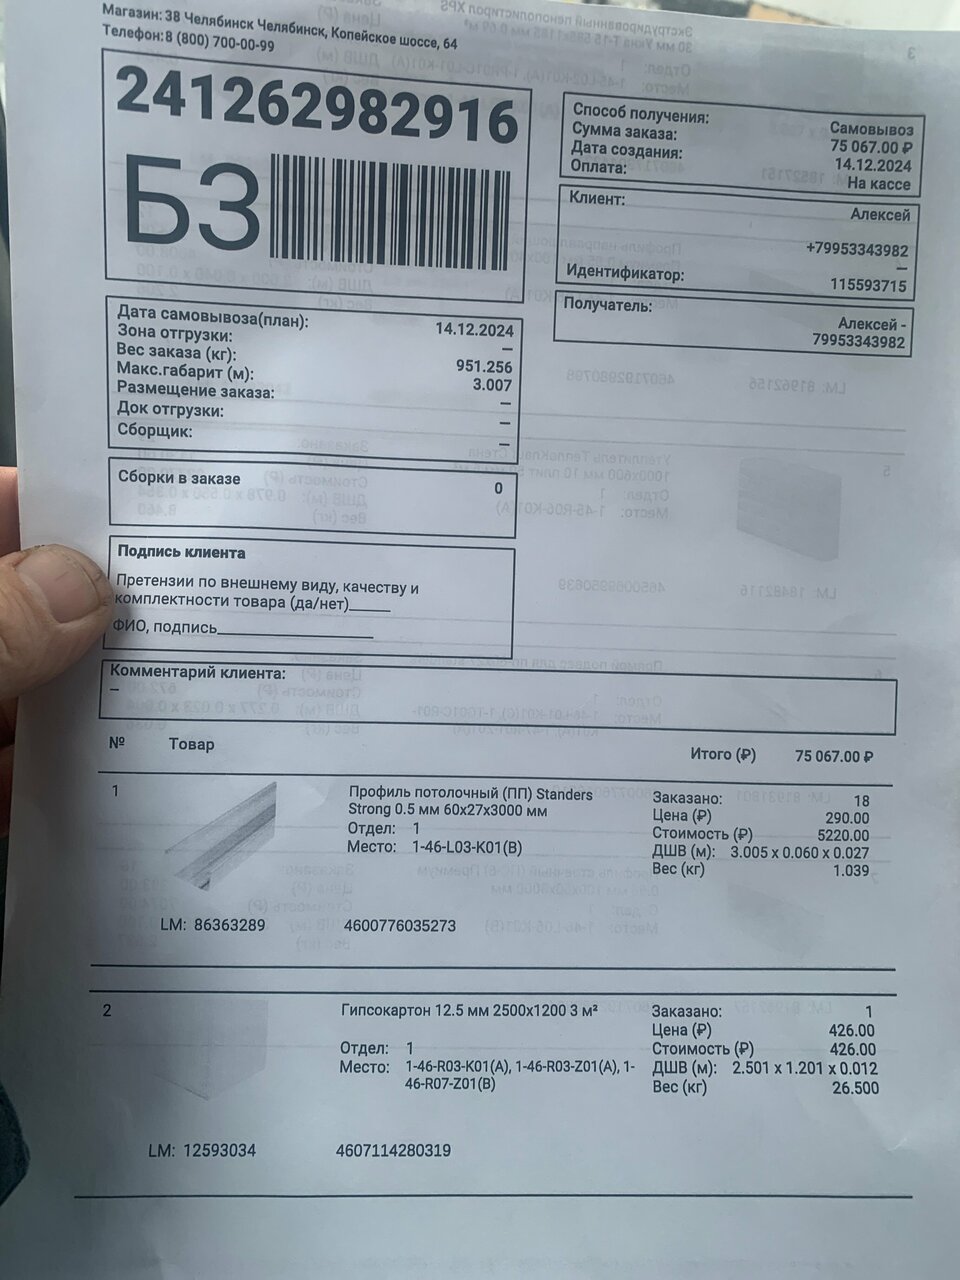 Магазин: 38 Челябинск Челябинск, Копейское шоссе, 64
Телефон:8 (800) 700-00-99
241262982916
БЗ
Способ получения: Самовывоз
Сумма заказа: 75 067.00 ₽
Дата создания: 14.12.2024
Оплата: На кассе
Клиент: Алексей
+79953343982
–
Идентификатор: 115593715
Получатель: Алексей -
79953343982
Дата самовывоза(план): 14.12.2024
Зона отгрузки: –
Вес заказа (кг): 951.256
Макс.габарит (м): 3.007
Размещение заказа: –
Док отгрузки: –
Сборщик: –
Сборки в заказе 0
Подпись клиента
Претензии по внешнему виду, качеству и
комплектности товара (да/нет)_____
ФИО, подпись__________________
Комментарий клиента:
–
№ Товар Итого (₽) 75 067.00 ₽
1 Профиль потолочный (ПП) Standers
Strong 0.5 мм 60x27x3000 мм
Отдел: 1
Место: 1-46-L03-K01(B)
Заказано: 18
Цена (₽) 290.00
Стоимость (₽) 5220.00
ДШВ (м): 3.005 x 0.060 x 0.027
Вес (кг) 1.039
LM: 86363289 4600776035273
2 Гипсокартон 12.5 мм 2500x1200 3 м²
Отдел: 1
Место: 1-46-R03-K01(A), 1-46-R03-Z01(A), 1-
46-R07-Z01(B)
Заказано: 1
Цена (₽) 426.00
Стоимость (₽) 426.00
ДШВ (м): 2.501 x 1.201 x 0.012
Вес (кг) 26.500
LM: 12593034 4607114280319